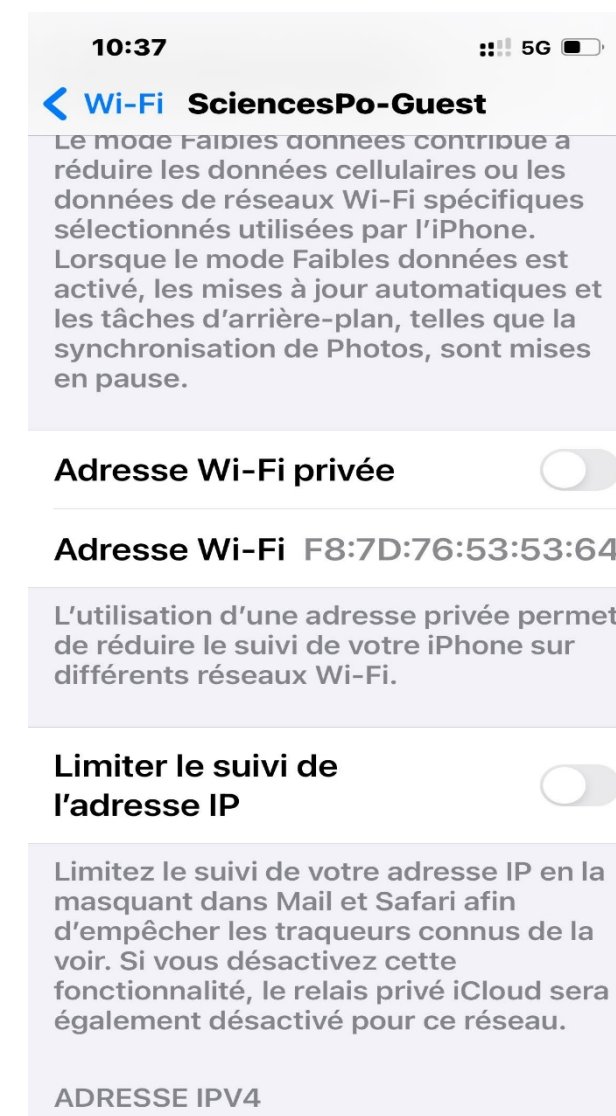 10:37 5G
Wi-Fi SciencesPo-Guest
Le mode Faibles données contribue à
réduire les données cellulaires ou les
données de réseaux Wi-Fi spécifiques
sélectionnés utilisées par l'iPhone.
Lorsque le mode Faibles données est
activé, les mises à jour automatiques et
les tâches d'arrière-plan, telles que la
synchronisation de Photos, sont mises
en pause.
Adresse Wi-Fi privée
Adresse Wi-Fi F8:7D:76:53:53:64
L'utilisation d'une adresse privée permet
de réduire le suivi de votre iPhone sur
différents réseaux Wi-Fi.
Limiter le suivi de
l'adresse IP
Limitez le suivi de votre adresse IP en la
masquant dans Mail et Safari afin
d'empêcher les traqueurs connus de la
voir. Si vous désactivez cette
fonctionnalité, le relais privé iCloud sera
également désactivé pour ce réseau.
ADRESSE IPV4